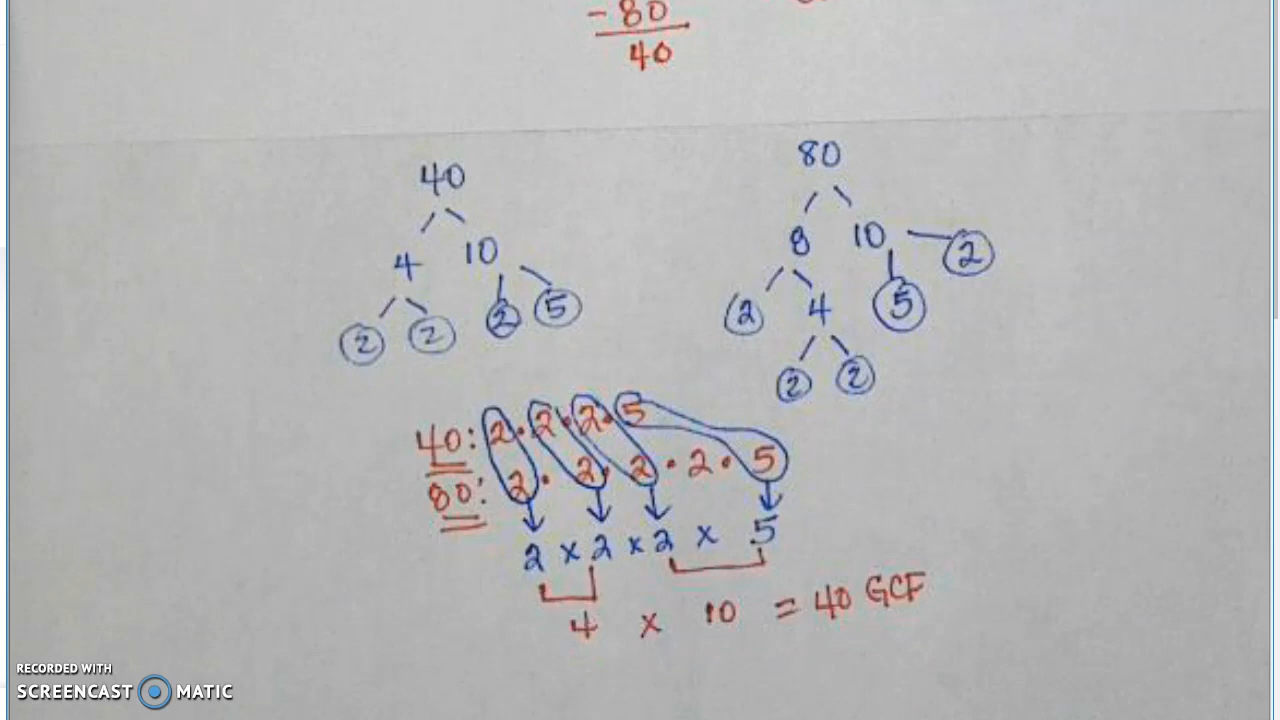 - 80
40
40
80
4 10
8 10 2
2 2 2 5
2 4 5
2 2
40: 2 · 2 · 2 · 5
80: 2 · 2 · 2 · 2 · 5
2 x 2 x 2 x 5
4 x 10 = 40 GCF
RECORDED WITH
SCREENCAST MATIC